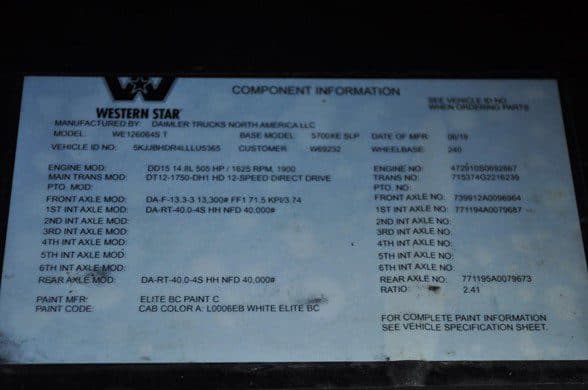 COMPONENT INFORMATION
SEE VEHICLE ID NO.
WHEN ORDERING PARTS
WESTERN STAR
MANUFACTURED BY: DAIMLER TRUCKS NORTH AMERICA LLC
MODEL: WE126064S T BASE MODEL: 5700XE SLP DATE OF MFR: 06/19
VEHICLE ID NO: 5KJJBHDR4LLLU5365 CUSTOMER W69232 WHEELBASE: 240
ENGINE MOD: DD15 14.8L 505 HP / 1625 RPM, 1900 ENGINE NO: 472910S0692867
MAIN TRANS MOD: DT12-1750-DH1 HD 12-SPEED DIRECT DRIVE TRANS NO: 71537402216239
PTO. MOD: PTO NO:
FRONT AXLE MOD: DA-F-13.3-3 13,300# FF1 71.5 KPI/3.74 FRONT AXLE NO: 739912A0096964
1ST INT AXLE MOD: DA-RT-40.0-4S HH NFD 40,000# 1ST INT AXLE NO: 771194A0079687
2ND INT AXLE MOD: 2ND INT AXLE NO:
3RD INT AXLE MOD: 3RD INT AXLE NO:
4TH INT AXLE MOD: 4TH INT AXLE NO:
5TH INT AXLE MOD: 5TH INT AXLE NO:
6TH INT AXLE MOD: 6TH INT AXLE NO:
REAR AXLE MOD: DA-RT-40.0-4S HH NFD 40,000# REAR AXLE NO: 771195A0079673
RATIO: 2.41
PAINT MFR: ELITE BC PAINT C
PAINT CODE: CAB COLOR A: L0006EB WHITE ELITE BC
FOR COMPLETE PAINT INFORMATION
SEE VEHICLE SPECIFICATION SHEET.